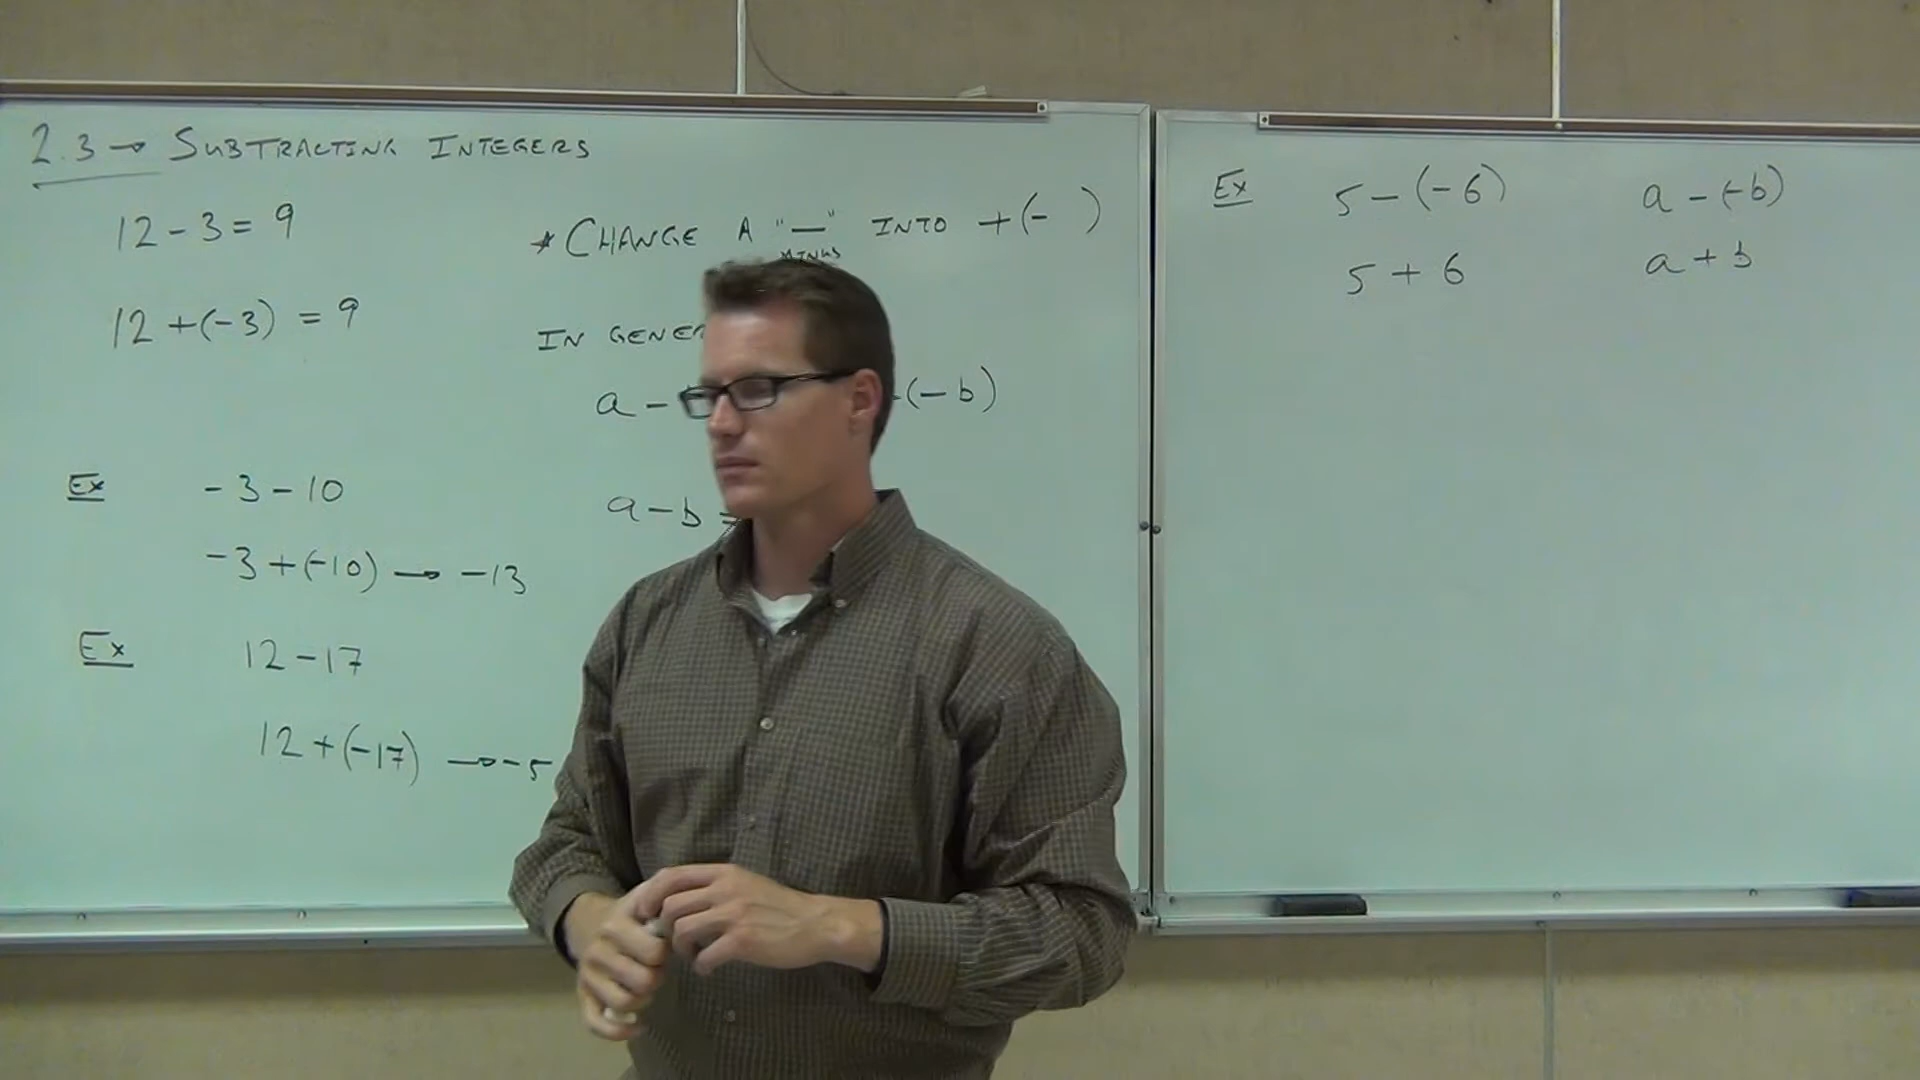 2.3 → SUBTRACTING INTEGERS
12 - 3 = 9
12 + (-3) = 9
* CHANGE A "—" INTO + (- )
MINUS
IN
a -
(- b)
a - b =
Ex -3 - 10
-3 + (-10) → -13
Ex 12 - 17
12 + (-17) → -5
Ex 5 - (-6) a - (-b)
5 + 6 a + b